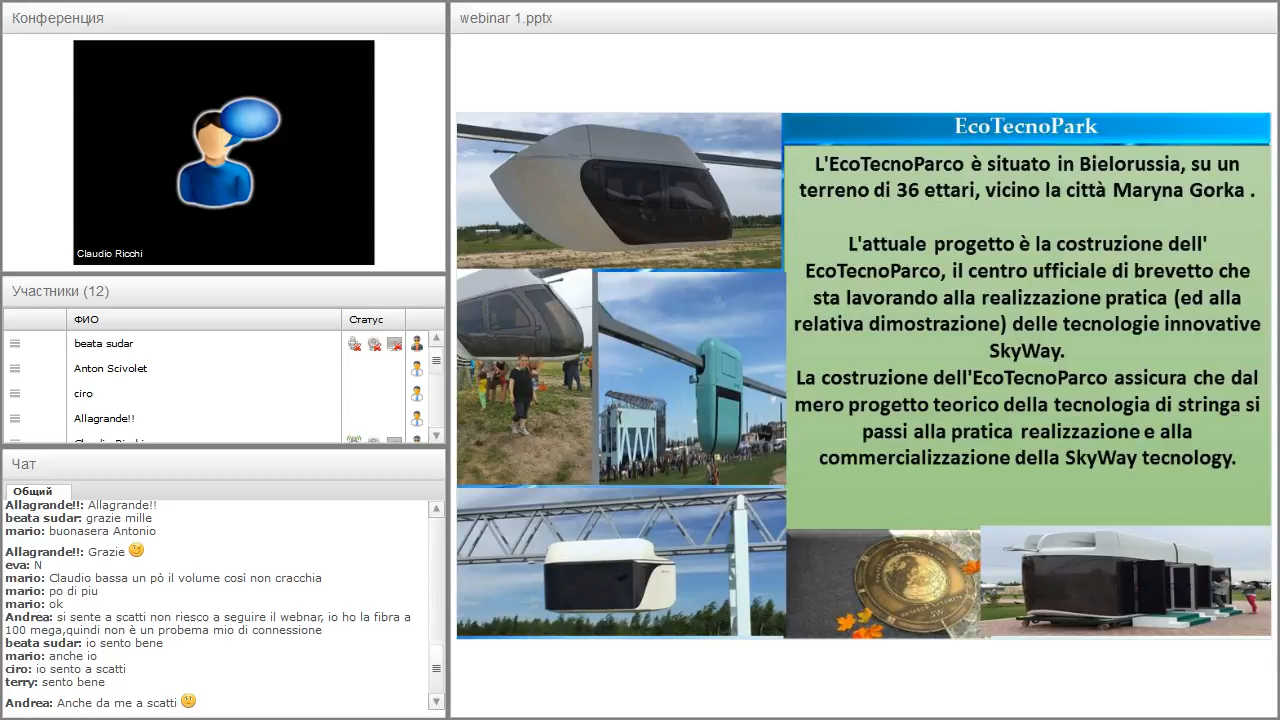 Конференция
Claudio Ricchi
Участники (12)
ФИО
Статус
beata sudar
Anton Scivolet
ciro
Allagrande!!
Чат
Общий
Allagrande!!: Allagrande!!
beata sudar: grazie mille
mario: buonasera Antonio
Allagrande!!: Grazie
eva: N
mario: Claudio bassa un pò il volume così non cracchia
mario: po di piu
mario: ok
Andrea: si sente a scatti non riesco a seguire il webnar, io ho la fibra a
100 mega,quindi non è un probema mio di connessione
beata sudar: io sento bene
mario: anche io
ciro: io sento a scatti
terry: sento bene
Andrea: Anche da me a scatti
webinar 1.pptx
EcoTecnoPark
L'EcoTecnoParco è situato in Bielorussia, su un
terreno di 36 ettari, vicino la città Maryna Gorka .
L'attuale progetto è la costruzione dell'
EcoTecnoParco, il centro ufficiale di brevetto che
sta lavorando alla realizzazione pratica (ed alla
relativa dimostrazione) delle tecnologie innovative
SkyWay.
La costruzione dell'EcoTecnoParco assicura che dal
mero progetto teorico della tecnologia di stringa si
passi alla pratica realizzazione e alla
commercializzazione della SkyWay tecnology.